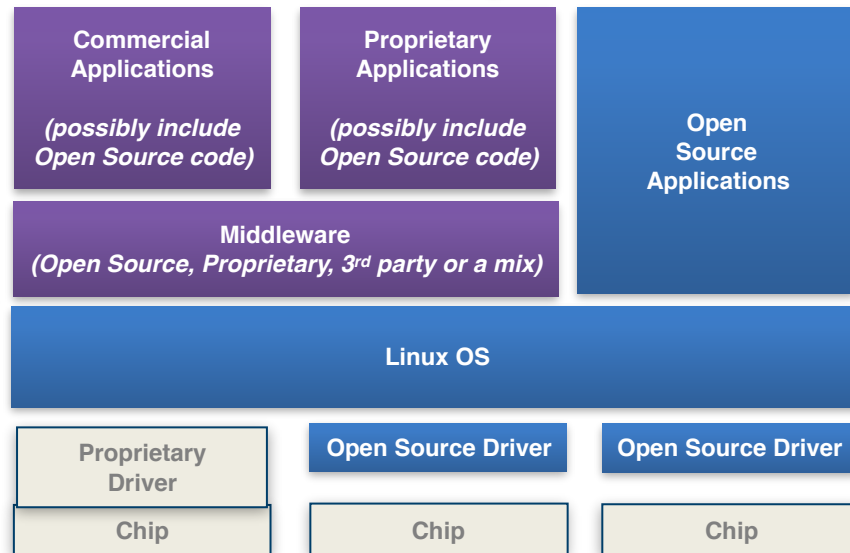 Commercial
Applications
(possibly include
Open Source code)
Proprietary
Applications
(possibly include
Open Source code)
Open
Source
Applications
Middleware
(Open Source, Proprietary, 3rd party or a mix)
Linux OS
Proprietary
Driver
Open Source Driver
Open Source Driver
Chip
Chip
Chip